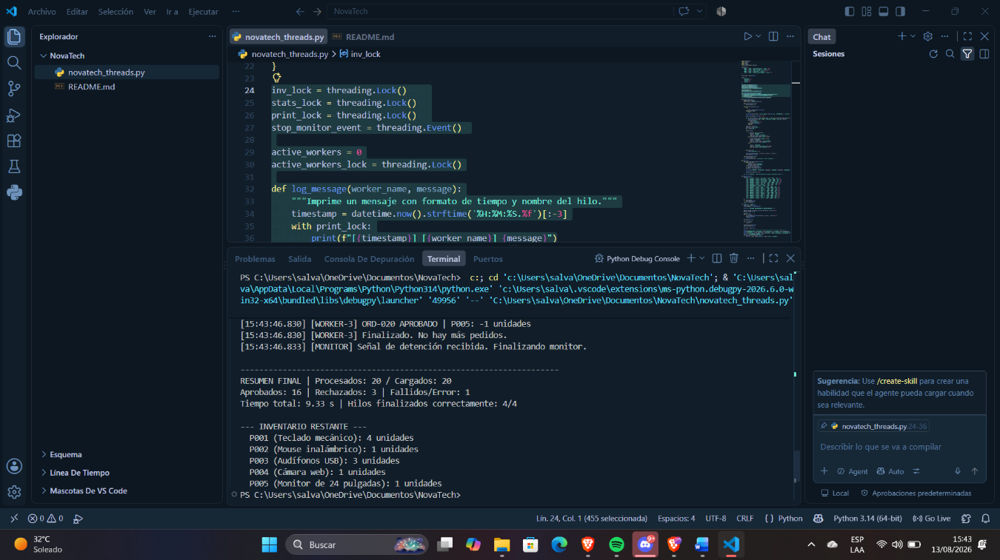 Archivo Editar Selección Ver Ir a Ejecutar ··· NovaTech
Explorador ···
NovaTech
novatech_threads.py
README.md
Esquema
Línea De Tiempo
Mascotas De VS Code
novatech_threads.py README.md
novatech_threads.py > inv_lock
22 }
23
24 inv_lock = threading.Lock()
25 stats_lock = threading.Lock()
26 print_lock = threading.Lock()
27 stop_monitor_event = threading.Event()
28
29 active_workers = 0
30 active_workers_lock = threading.Lock()
31
32 def log_message(worker_name, message):
33 """Imprime un mensaje con formato de tiempo y nombre del hilo."""
34 timestamp = datetime.now().strftime('%H:%M:%S.%f')[:-3]
35 with print_lock:
36 print(f"[{timestamp}] [{worker_name}] {message}")
Problemas Salida Consola De Depuración Terminal Puertos Python Debug Console
PS C:\Users\salva\OneDrive\Documentos\NovaTech> c:; cd 'c:\Users\salva\OneDrive\Documentos\NovaTech'; & 'C:\Users\sal
va\AppData\Local\Programs\Python\Python314\python.exe' 'c:\Users\salva\.vscode\extensions\ms-python.debugpy-2026.6.0-w
in32-x64\bundled\libs\debugpy\launcher' '49956' '--' 'C:\Users\salva\OneDrive\Documentos\NovaTech\novatech_threads.py'
[15:43:46.830] [WORKER-3] ORD-020 APROBADO | P005: -1 unidades
[15:43:46.830] [WORKER-3] Finalizado. No hay más pedidos.
[15:43:46.833] [MONITOR] Señal de detención recibida. Finalizando monitor.
--------------------------------------------------------------------
RESUMEN FINAL | Procesados: 20 / Cargados: 20
Aprobados: 16 | Rechazados: 3 | Fallidos/Error: 1
Tiempo total: 9.33 s | Hilos finalizados correctamente: 4/4
--- INVENTARIO RESTANTE ---
P001 (Teclado mecánico): 4 unidades
P002 (Mouse inalámbrico): 1 unidades
P003 (Audífonos USB): 3 unidades
P004 (Cámara web): 1 unidades
P005 (Monitor de 24 pulgadas): 1 unidades
PS C:\Users\salva\OneDrive\Documentos\NovaTech>
Chat
Sesiones
Sugerencia: Use /create-skill para crear una
habilidad que el agente pueda cargar cuando
sea relevante.
novatech_threads.py:24-36
Describir lo que se va a compilar
Agent Auto
Local Aprobaciones predeterminadas
0 0 Lín. 24, Col. 1 (455 seleccionada) Espacios: 4 UTF-8 CRLF { } Python Python 3.14 (64-bit) Go Live
32°C
Soleado
Buscar
9+
ESP
LAA
15:43
13/08/2026